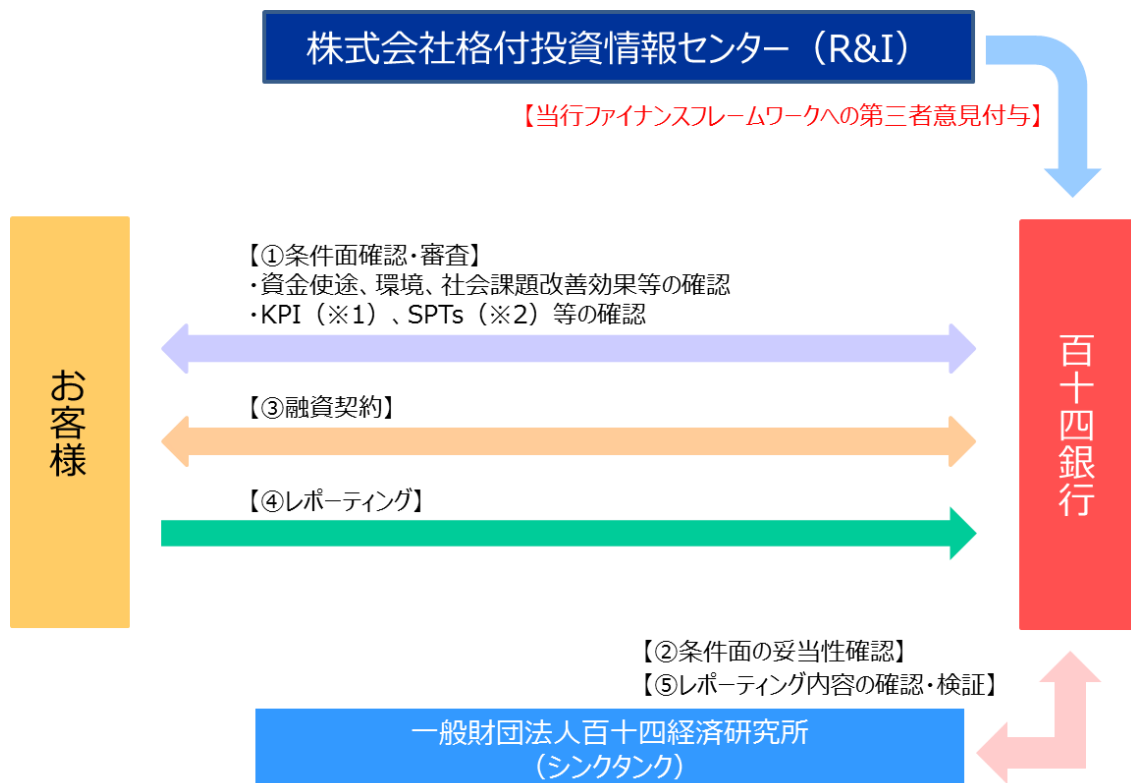 株式会社格付投資情報センター（R&I）
【当行ファイナンスフレームワークへの第三者意見付与】
【①条件面確認・審査】
・資金使途、環境、社会課題改善効果等の確認
・KPI（※1）、SPTs（※2）等の確認
お客様
百十四銀行
【③融資契約】
【④レポーティング】
【②条件面の妥当性確認】
【⑤レポーティング内容の確認・検証】
一般財団法人百十四経済研究所
（シンクタンク）